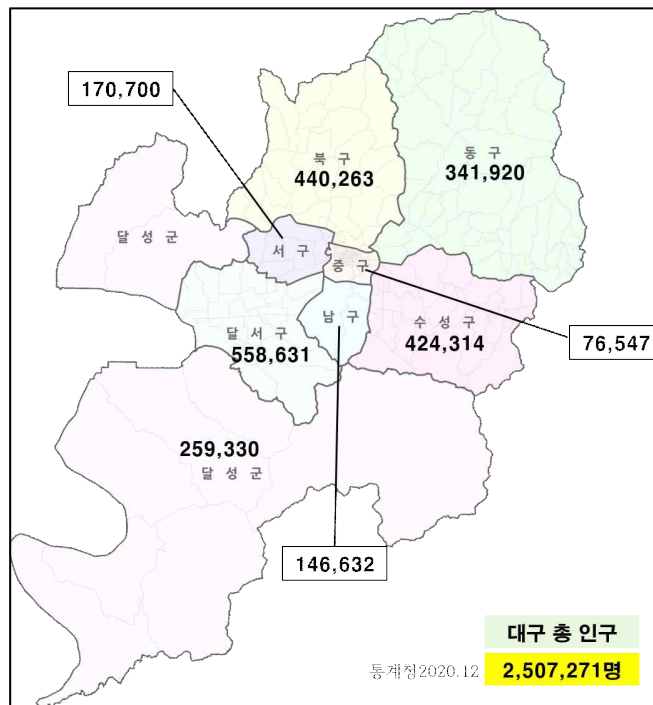 170,700
북 구
440,263
동 구
341,920
달 성 군
서 구
중 구
달 서 구
558,631
남 구
수 성 구
424,314
76,547
259,330
달 성 군
146,632
대구 총 인구
통계청2020.12
2,507,271명